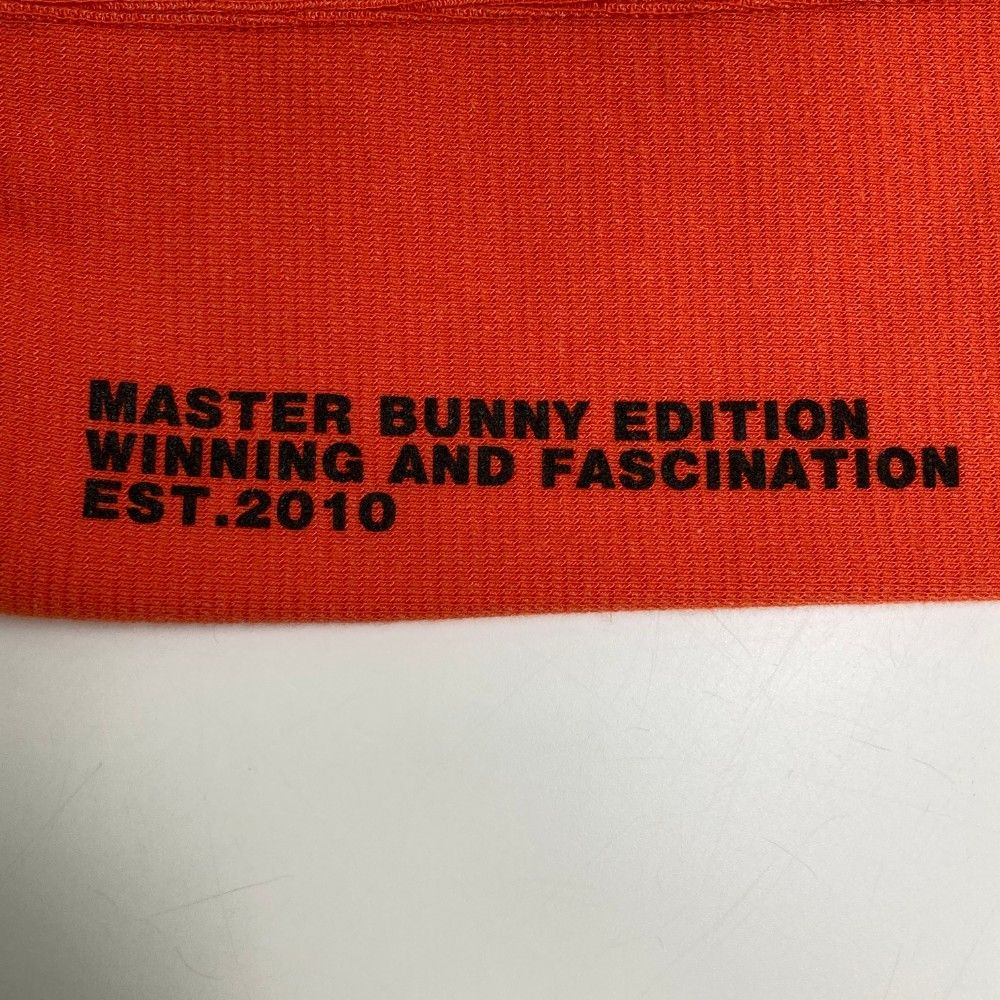 MASTER BUNNY EDITION
WINNING AND FASCINATION
EST.2010